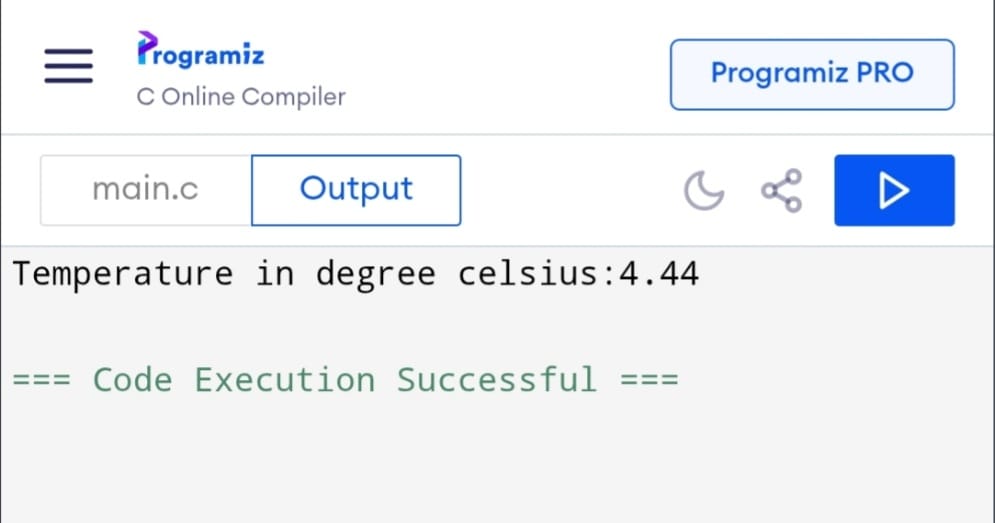 Programiz
C Online Compiler
Programiz PRO
main.c
Output
Temperature in degree celsius:4.44
=== Code Execution Successful ===